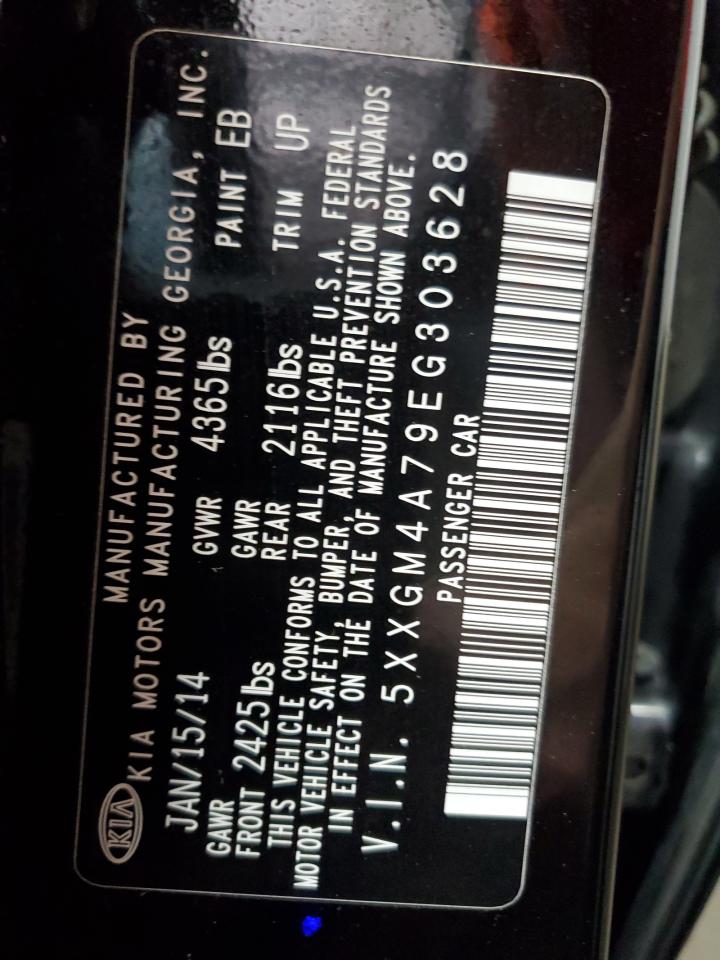 MANUFACTURED BY
KIA KIA MOTORS MANUFACTURING GEORGIA, INC.
JAN/15/14 GVWR 4365lbs PAINT EB
GAWR GAWR
FRONT 2425lbs REAR 2116lbs TRIM UP
THIS VEHICLE CONFORMS TO ALL APPLICABLE U.S.A. FEDERAL
MOTOR VEHICLE SAFETY, BUMPER, AND THEFT PREVENTION STANDARDS
IN EFFECT ON THE DATE OF MANUFACTURE SHOWN ABOVE.
V.I.N. 5XXGM4A79EG303628
PASSENGER CAR